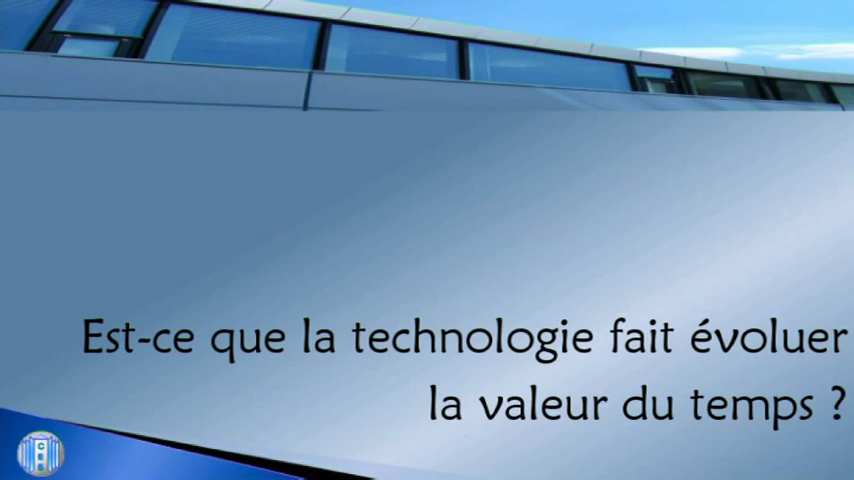 Est-ce que la technologie fait évoluer
la valeur du temps ?